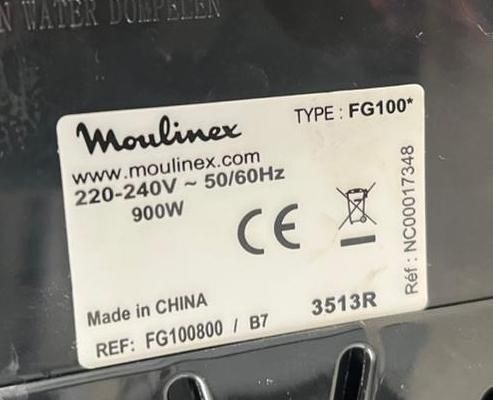 N WATER DOMPELEN
Moulinex
TYPE : FG100*
www.moulinex.com
220-240V ~ 50/60Hz
900W
CE
Réf : NC00017348
Made in CHINA
3513R
REF: FG100800 / B7